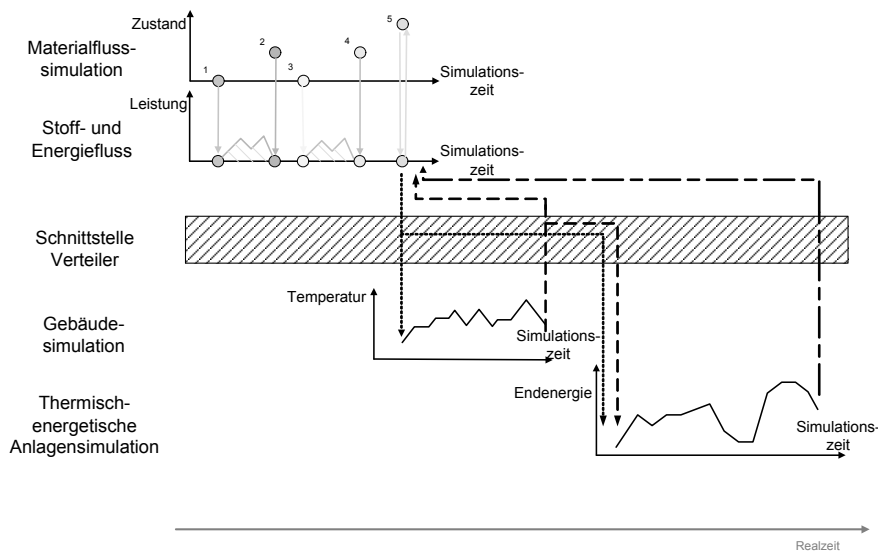 Zustand
Materialfluss-
simulation
1
2
3
4
5
Simulations-
zeit
Leistung
Stoff- und
Energiefluss
Simulations-
zeit
Schnittstelle
Verteiler
Temperatur
Gebäude-
simulation
Simulations-
zeit
Endenergie
Thermisch-
energetische
Anlagensimulation
Simulations-
zeit
Realzeit